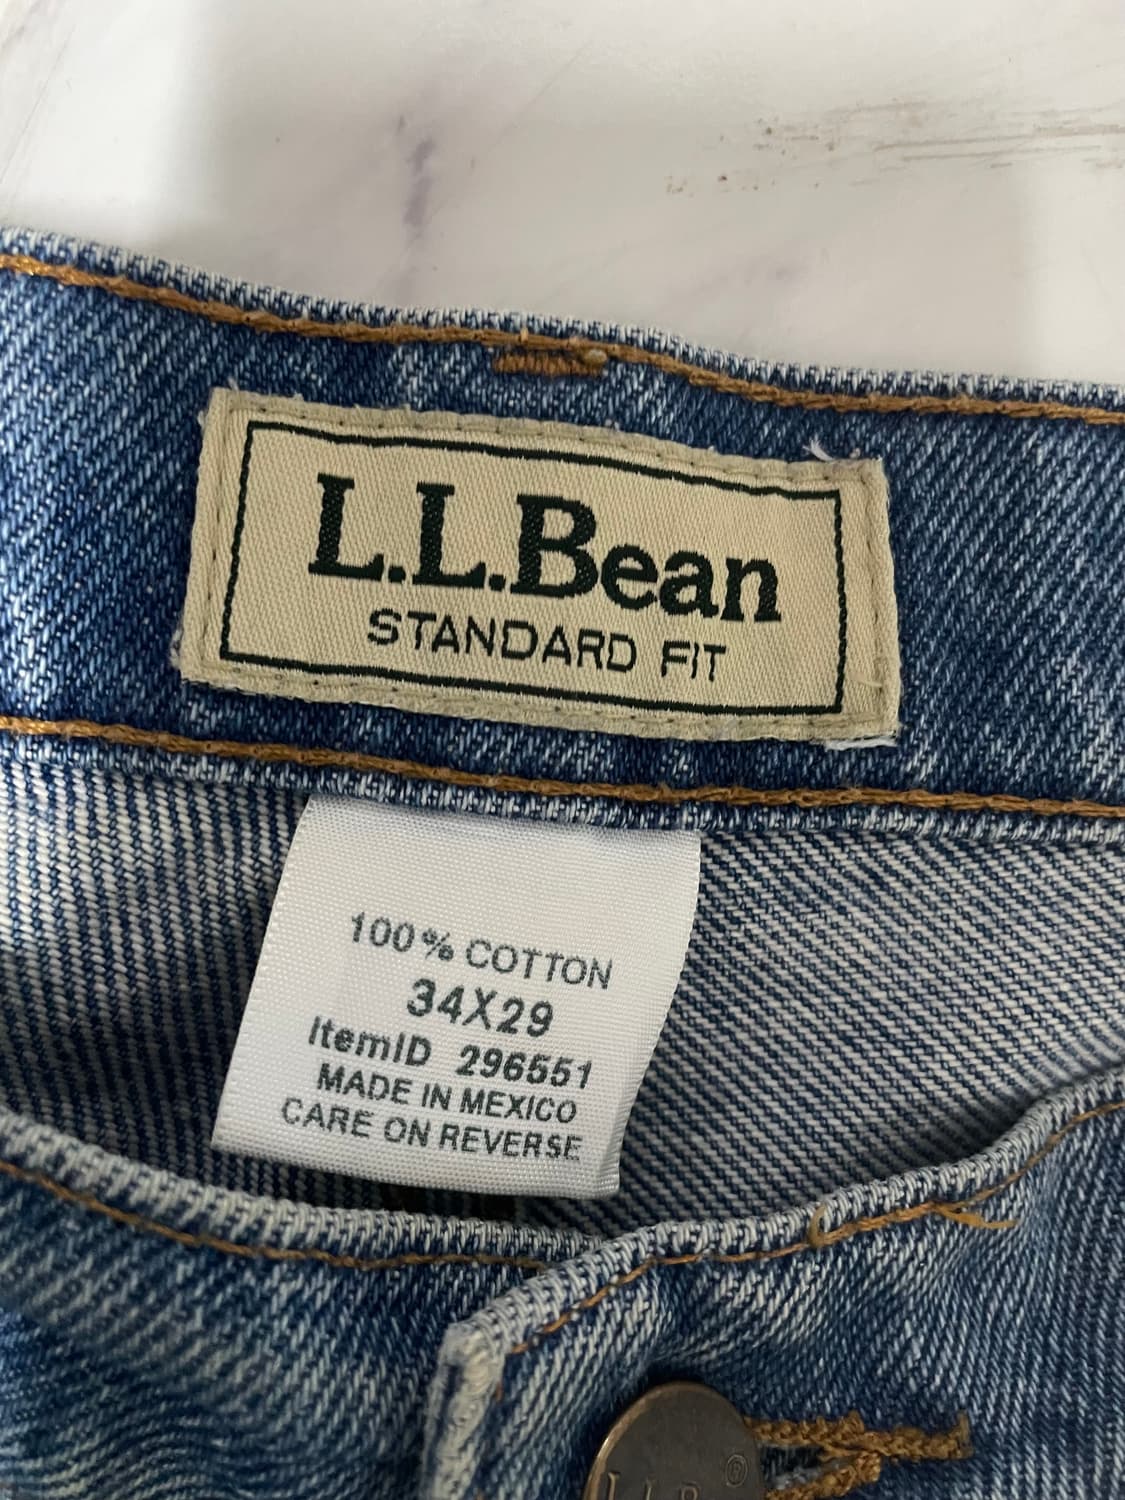 L.L.Bean
STANDARD FIT
100% COTTON
34X29
ItemID 296551
MADE IN MEXICO
CARE ON REVERSE
®